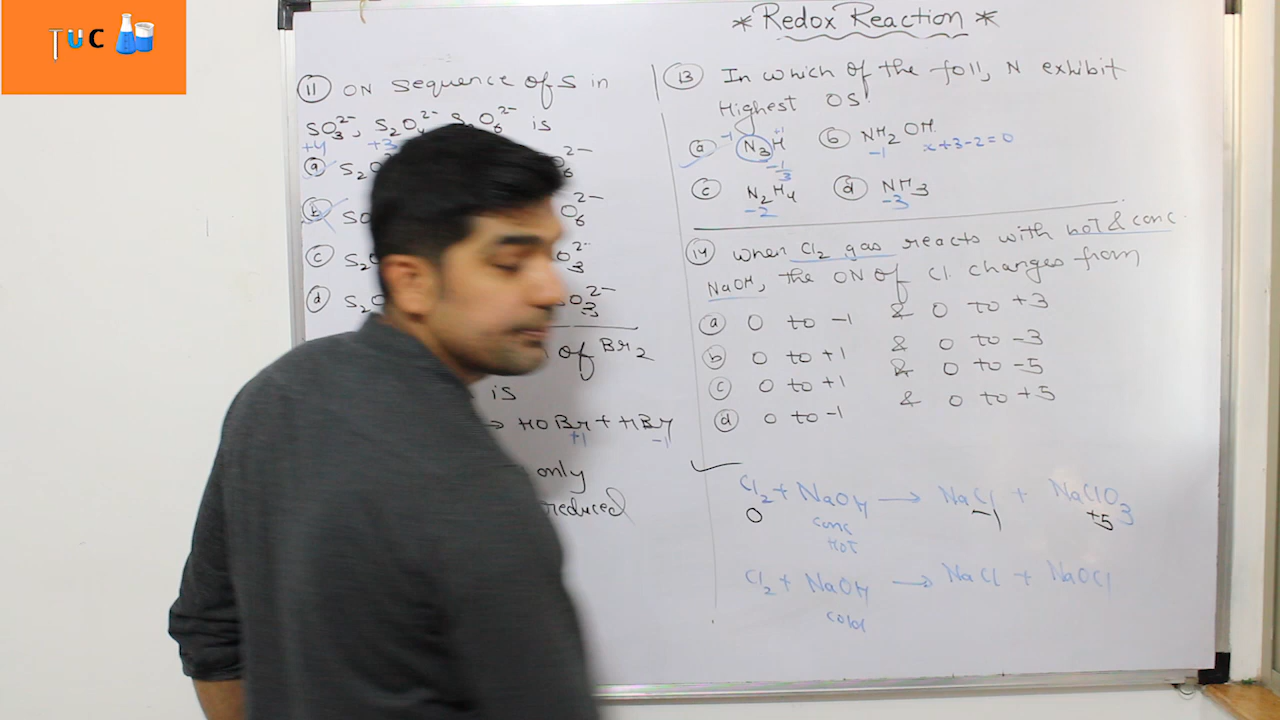 TUC
* Redox Reaction *
11 ON sequence of S in
SO₃²⁻, S₂O₄²⁻ S₂O₆²⁻ is
+4 +3
a S₂O 6²⁻
b SO O₆²⁻
c S₂O O₃²⁻
d S₂O O₃²⁻
of Br₂
is
→ HOBr + HBr
+1 -1
only
reduced
13 In which of the foll, N exhibit
Highest OS.
-1 +1
a N₃H b NH₂OH x+3-2=0
-1/3 -1
c N₂H₄ d NH₃
-2 -3
14 when Cl₂ gas reacts with hot & conc.
NaOH, the ON of Cl changes from
a 0 to -1 & 0 to +3
b 0 to +1 & 0 to -3
c 0 to +1 & 0 to -5
d 0 to -1 & 0 to +5
Cl₂ + NaOH → NaCl + NaClO₃
0 conc -1 +5
HOT
Cl₂ + NaOH → NaCl + NaOCl
cold